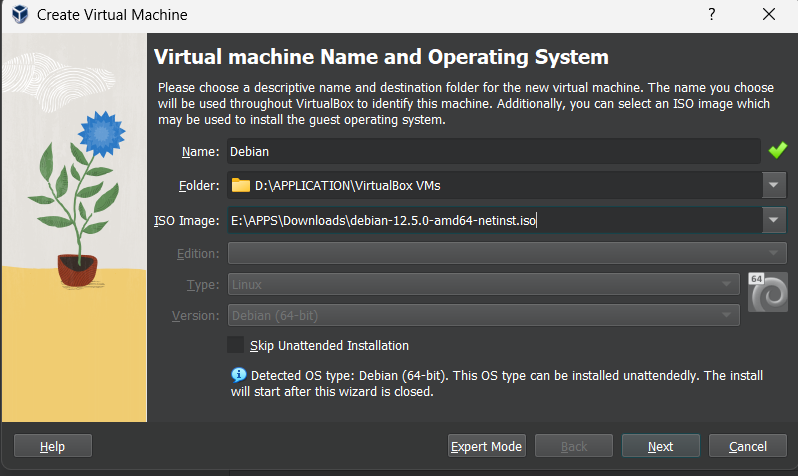 Create Virtual Machine
?
Virtual machine Name and Operating System
Please choose a descriptive name and destination folder for the new virtual machine. The name you choose
will be used throughout VirtualBox to identify this machine. Additionally, you can select an ISO image which
may be used to install the guest operating system.
Name: Debian
Folder: D:\APPLICATION\VirtualBox VMs
ISO Image: E:\APPS\Downloads\debian-12.5.0-amd64-netinst.iso
Edition:
Type: Linux
64
Version: Debian (64-bit)
Skip Unattended Installation
Detected OS type: Debian (64-bit). This OS type can be installed unattendedly. The install
will start after this wizard is closed.
Help Expert Mode Back Next Cancel